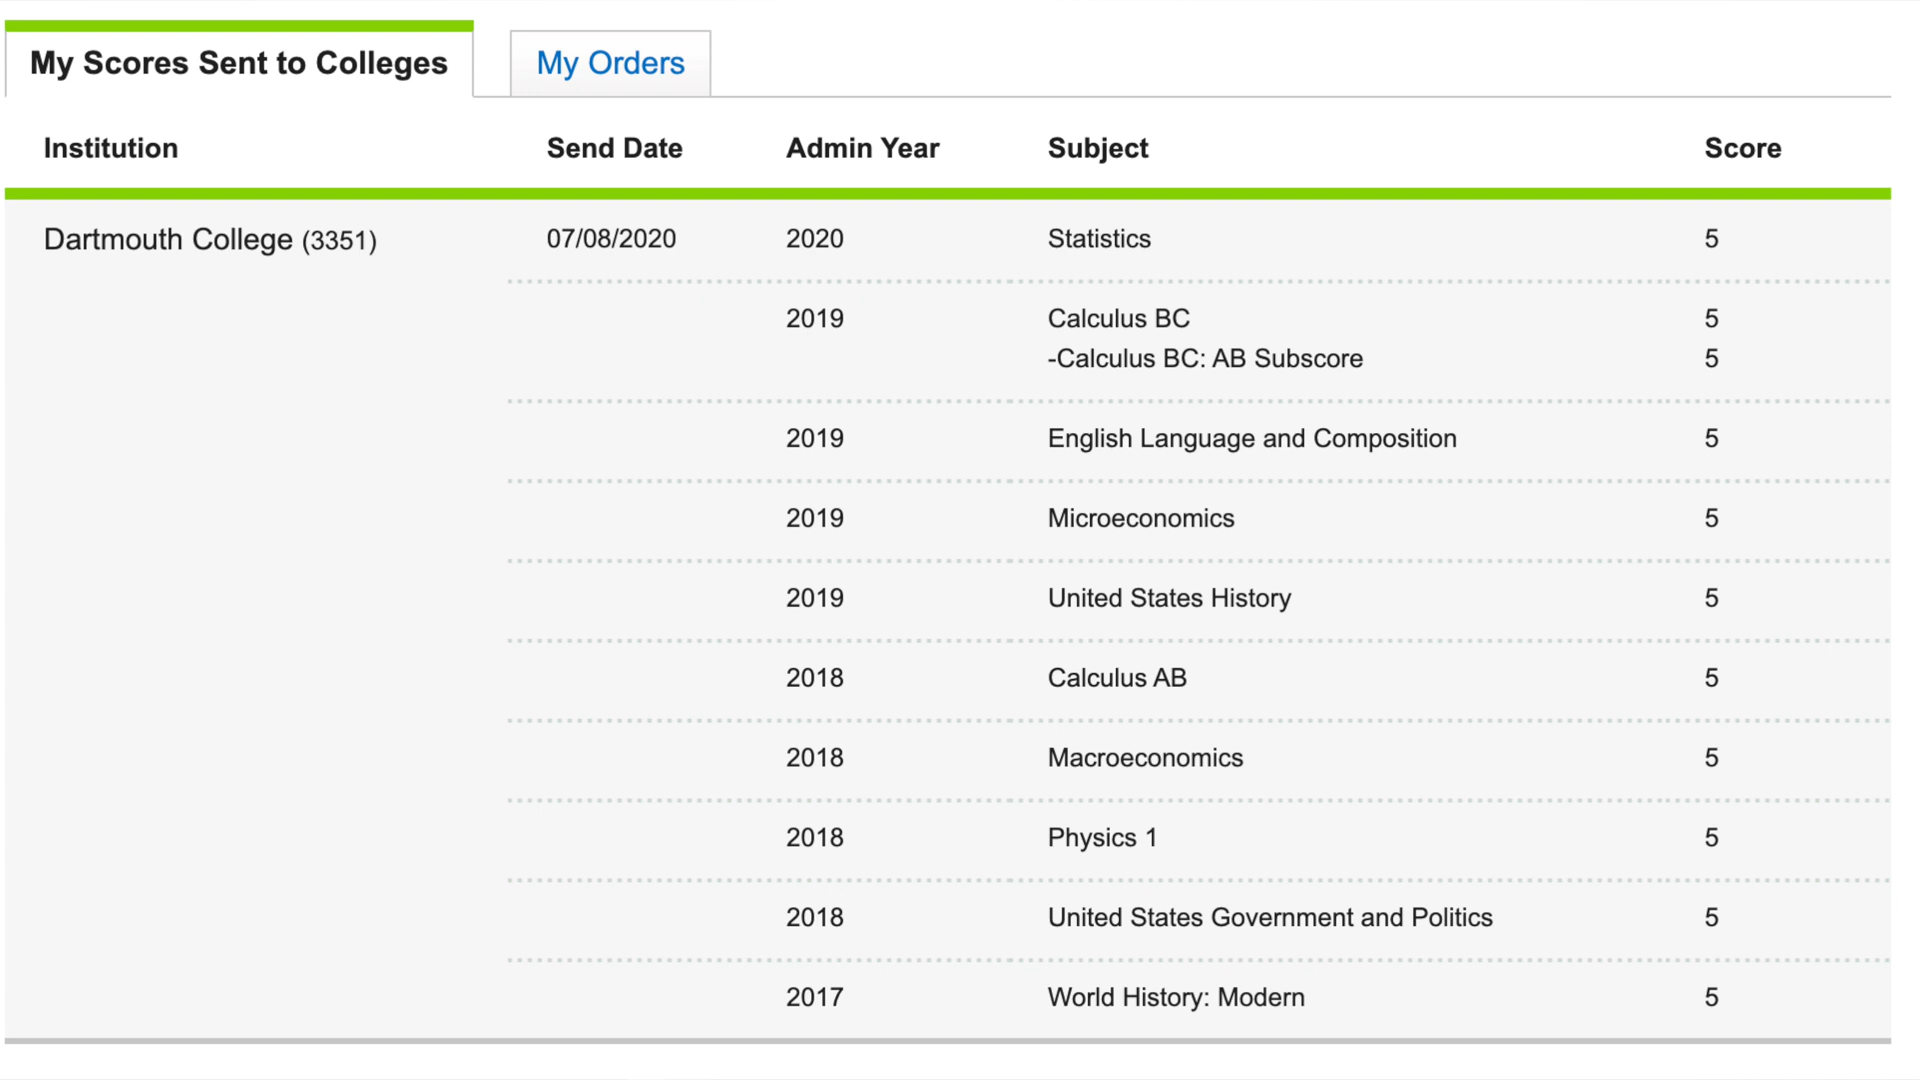 My Scores Sent to Colleges My Orders
Institution Send Date Admin Year Subject Score
Dartmouth College (3351) 07/08/2020 2020 Statistics 5
2019 Calculus BC 5
-Calculus BC: AB Subscore 5
2019 English Language and Composition 5
2019 Microeconomics 5
2019 United States History 5
2018 Calculus AB 5
2018 Macroeconomics 5
2018 Physics 1 5
2018 United States Government and Politics 5
2017 World History: Modern 5